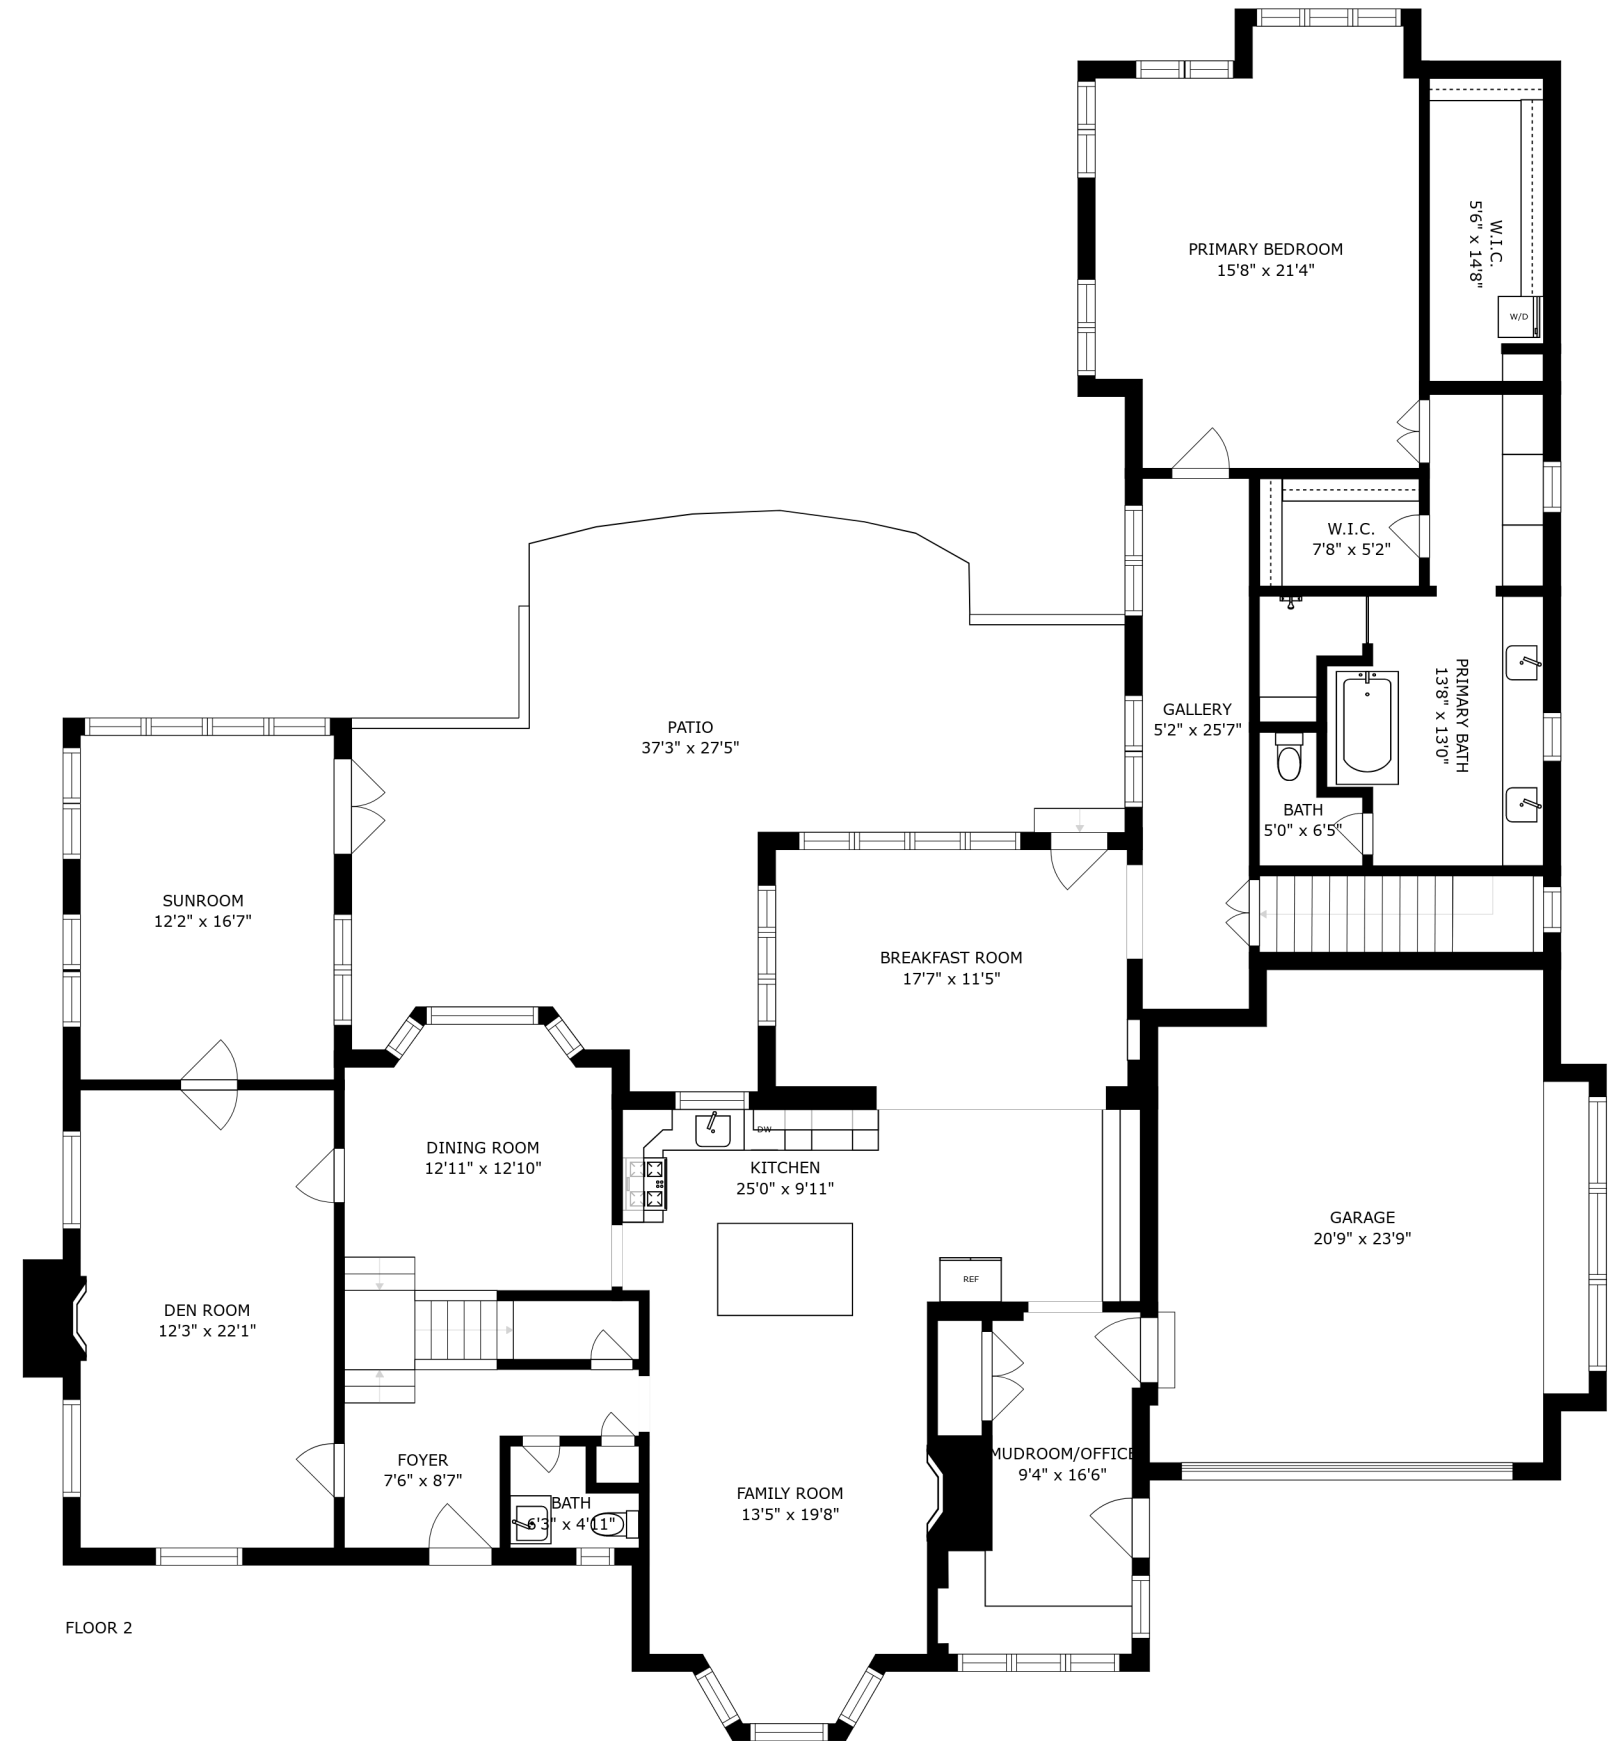 PRIMARY BEDROOM
15'8" x 21'4"
W.I.C.
5'6" x 14'8"
W/D
W.I.C.
7'8" x 5'2"
PRIMARY BATH
13'8" x 13'0"
GALLERY
5'2" x 25'7"
PATIO
37'3" x 27'5"
BATH
5'0" x 6'5"
SUNROOM
12'2" x 16'7"
BREAKFAST ROOM
17'7" x 11'5"
DW
DINING ROOM
12'11" x 12'10"
KITCHEN
25'0" x 9'11"
GARAGE
20'9" x 23'9"
REF
DEN ROOM
12'3" x 22'1"
MUDROOM/OFFICE
9'4" x 16'6"
FOYER
7'6" x 8'7"
FAMILY ROOM
13'5" x 19'8"
BATH
6'3" x 4'11"
FLOOR 2